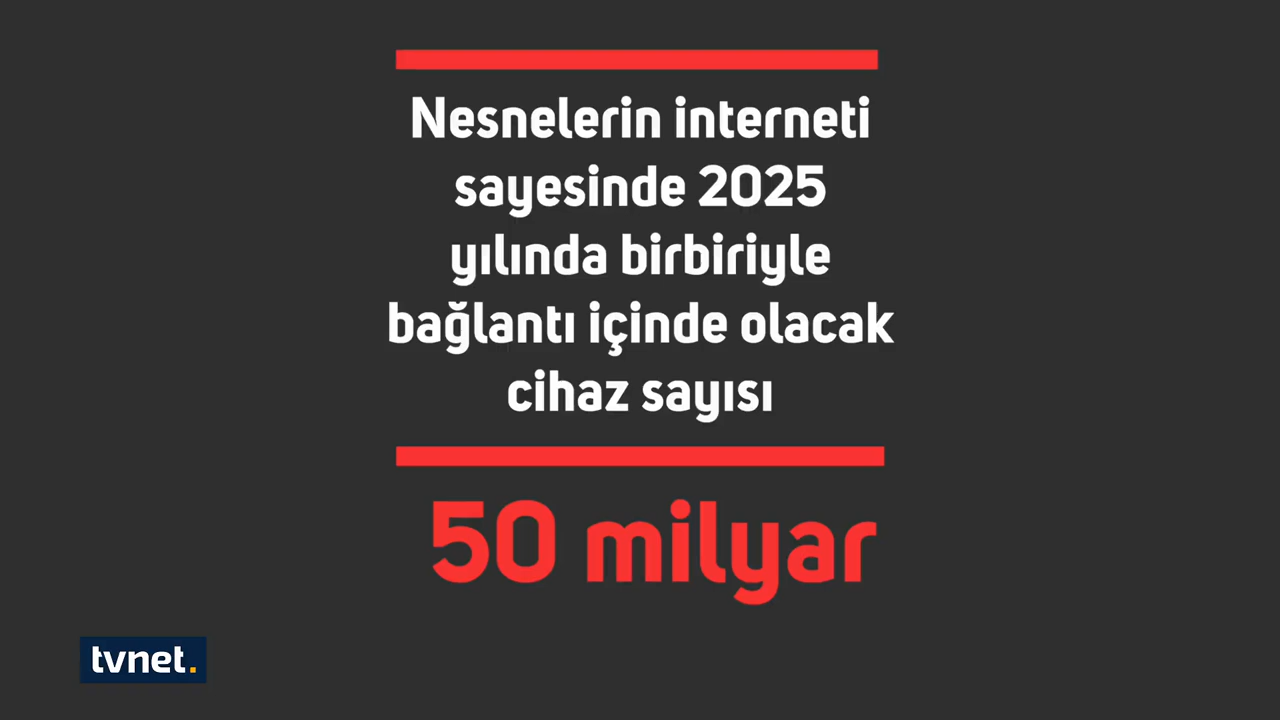 Nesnelerin interneti
sayesinde 2025
yılında birbiriyle
bağlantı içinde olacak
cihaz sayısı
50 milyar
tvnet.